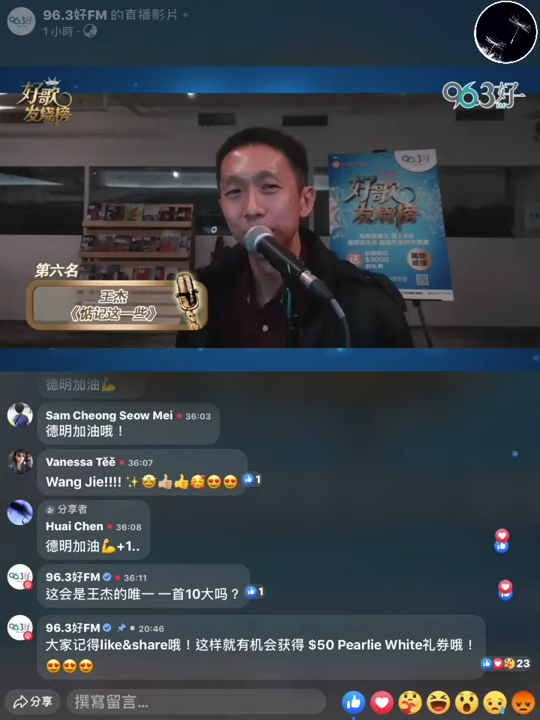 96.3好FM 的直播影片。
1 小時
好歌
发烧榜
96.3好
96.3好
好歌
发烧榜
$3000
第六名
王杰
《惦记这一些》
德明加油💪
Sam Cheong Seow Mei 36:03
德明加油哦！
Vanessa Těě 36:07
Wang Jie!!!! ✨🤩👍🏼👍🥰😍😍
1
分享者
Huai Chen 36:08
德明加油💪+1..
96.3好FM 36:11
这会是王杰的唯一 一首10大吗？
1
96.3好FM 20:46
大家记得like&share哦！这样就有机会获得 $50 Pearlie White礼券哦！
😍😍😍
23
分享
撰寫留言...